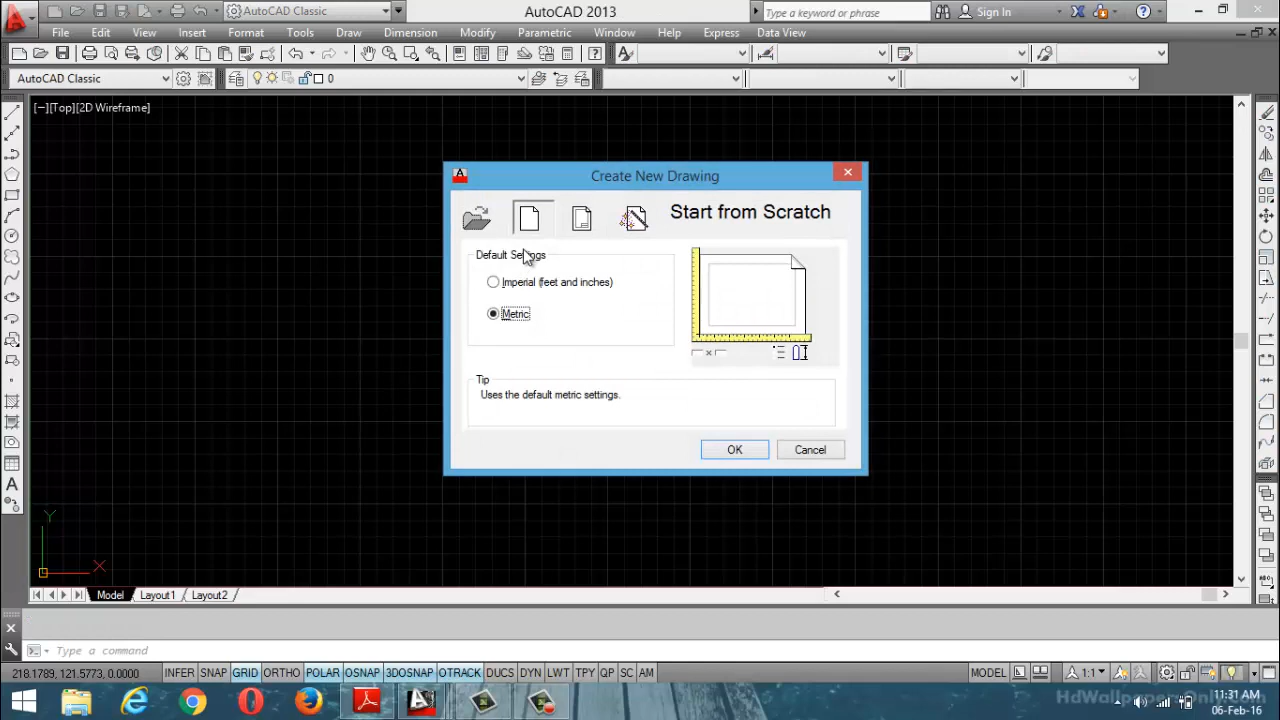 AutoCAD Classic
AutoCAD 2013
Type a keyword or phrase
Sign In
File Edit View Insert Format Tools Draw Dimension Modify Parametric Window Help Express Data View
AutoCAD Classic
0
[−][Top][2D Wireframe]
Create New Drawing
Start from Scratch
Default Settings
Imperial (feet and inches)
Metric
Tip
Uses the default metric settings.
OK Cancel
Y
X
Model Layout1 Layout2
Type a command
218.1789, 121.5773, 0.0000 INFER SNAP GRID ORTHO POLAR OSNAP 3DOSNAP OTRACK DUCS DYN LWT TPY QP SC AM MODEL 1:1
HdWallpapersOnly.com
11:31 AM
06-Feb-16